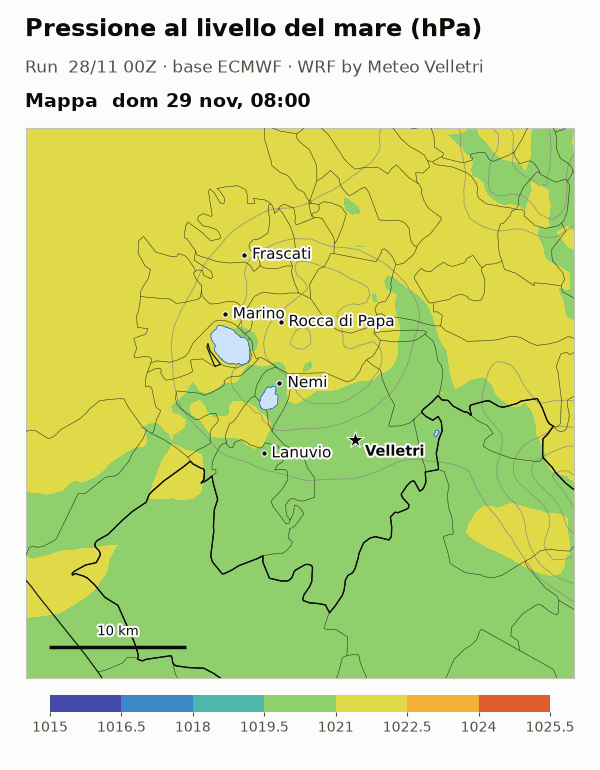 Pressione al livello del mare (hPa)
Run 28/11 00Z · base ECMWF · WRF by Meteo Velletri
Mappa dom 29 nov, 08:00
Frascati
Marino
Rocca di Papa
Nemi
Velletri
Lanuvio
10 km
1015 1016.5 1018 1019.5 1021 1022.5 1024 1025.5